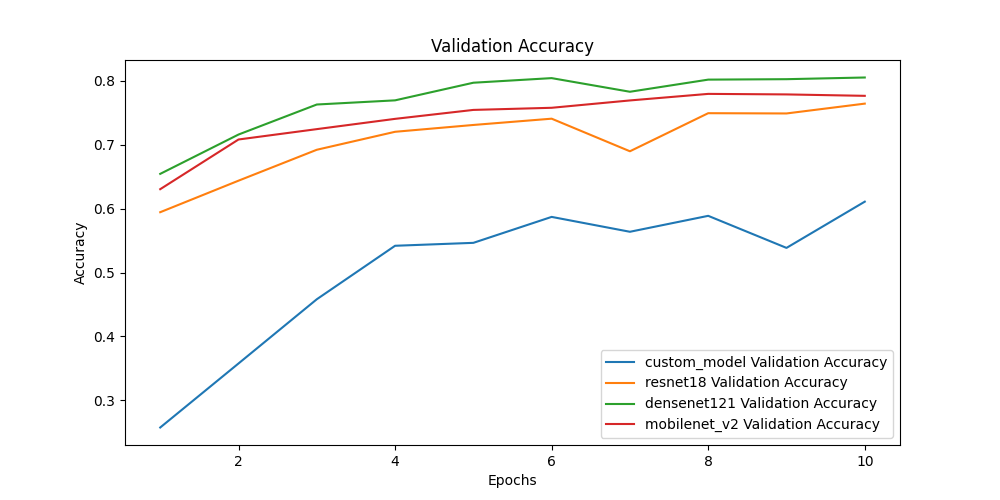 Validation Accuracy
0.8
0.7
0.6
0.5
0.4
0.3
Accuracy
2
4
6
8
10
Epochs
custom_model Validation Accuracy
resnet18 Validation Accuracy
densenet121 Validation Accuracy
mobilenet_v2 Validation Accuracy